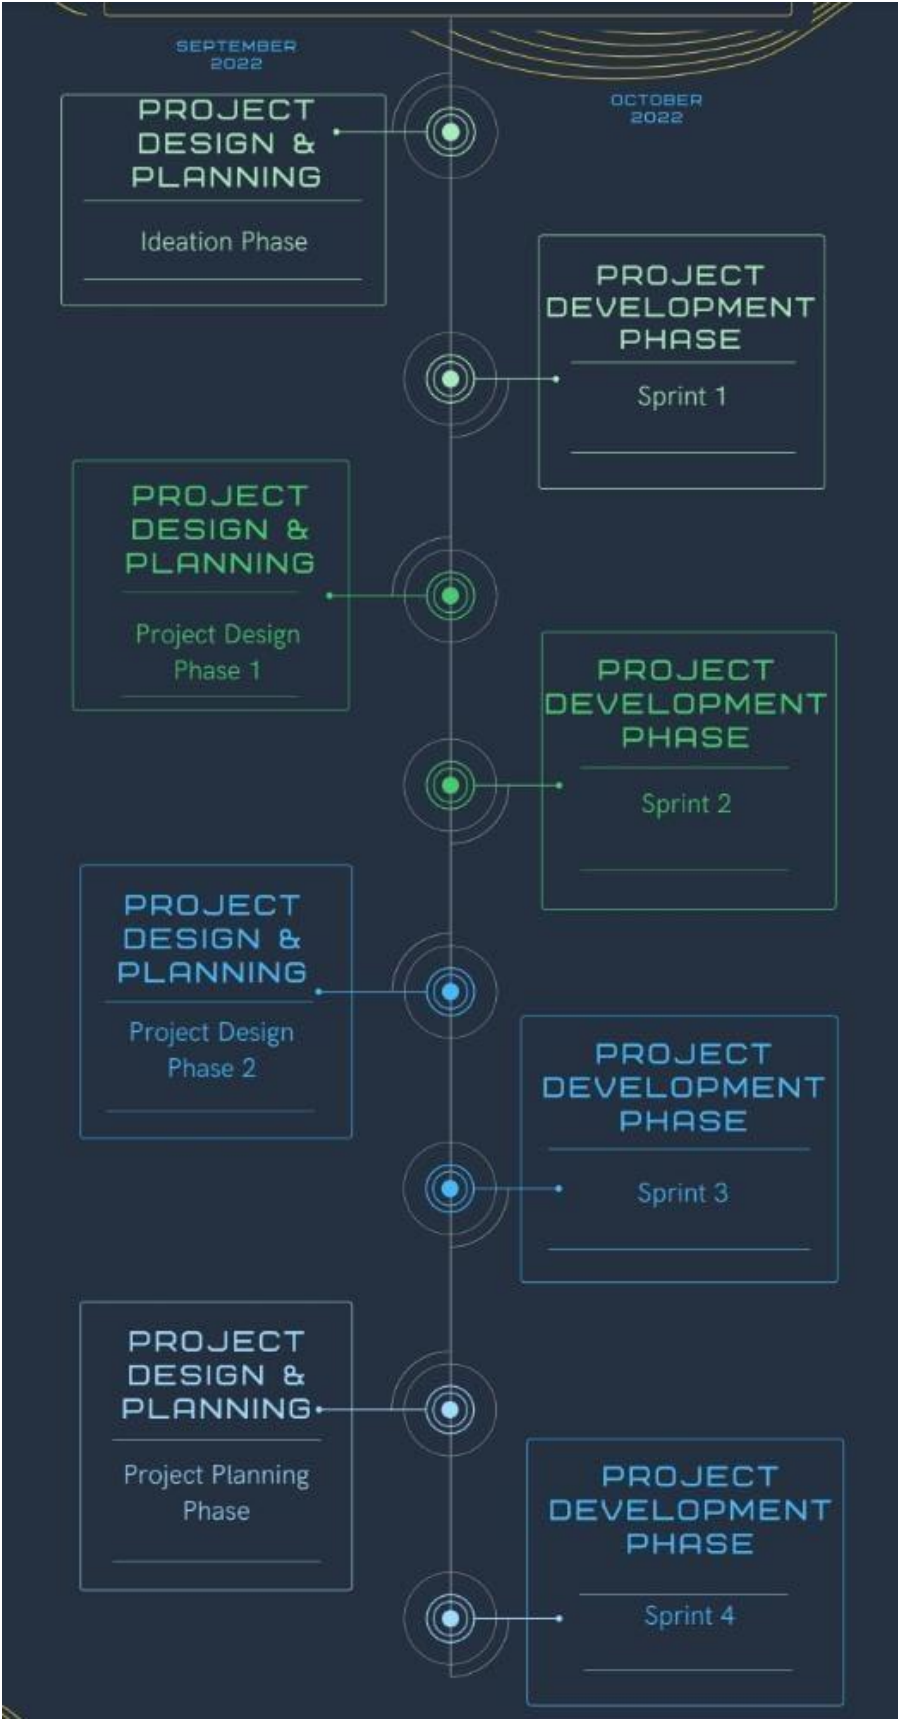 SEPTEMBER
2022
OCTOBER
2022
PROJECT
DESIGN &
PLANNING
Ideation Phase
PROJECT
DEVELOPMENT
PHASE
Sprint 1
PROJECT
DESIGN &
PLANNING
Project Design
Phase 1
PROJECT
DEVELOPMENT
PHASE
Sprint 2
PROJECT
DESIGN &
PLANNING
Project Design
Phase 2
PROJECT
DEVELOPMENT
PHASE
Sprint 3
PROJECT
DESIGN &
PLANNING
Project Planning
Phase
PROJECT
DEVELOPMENT
PHASE
Sprint 4